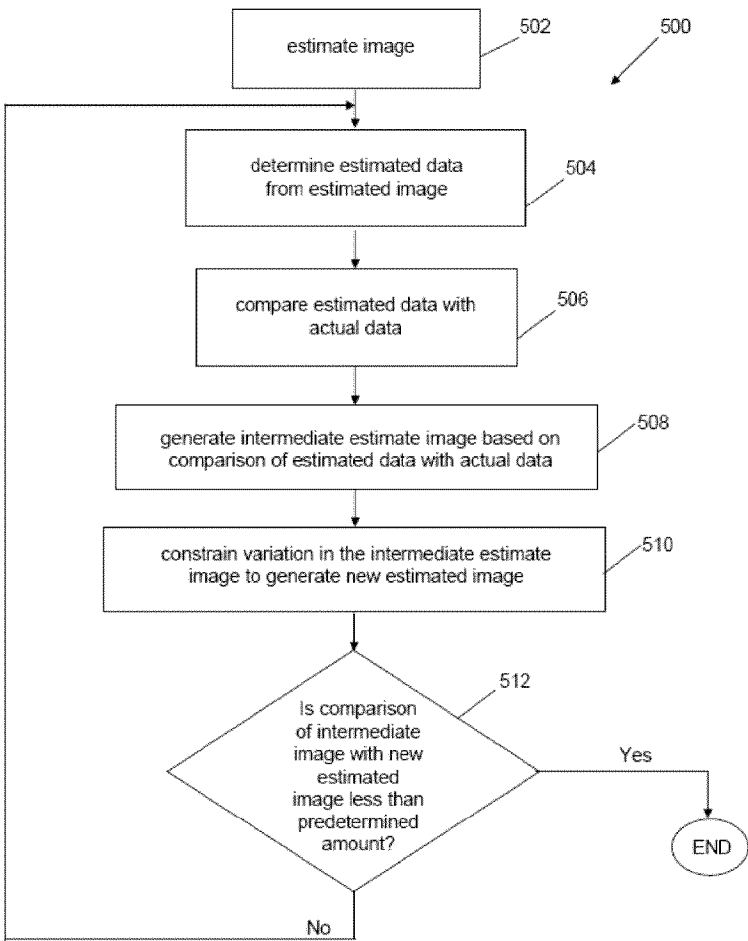 estimate image
502
500
determine estimated data
from estimated image
504
compare estimated data with
actual data
506
generate intermediate estimate image based on
comparison of estimated data with actual data
508
constrain variation in the intermediate estimate
image to generate new estimated image
510
512
Is comparison
of intermediate
image with new
estimated
image less than
predetermined
amount?
Yes
END
No